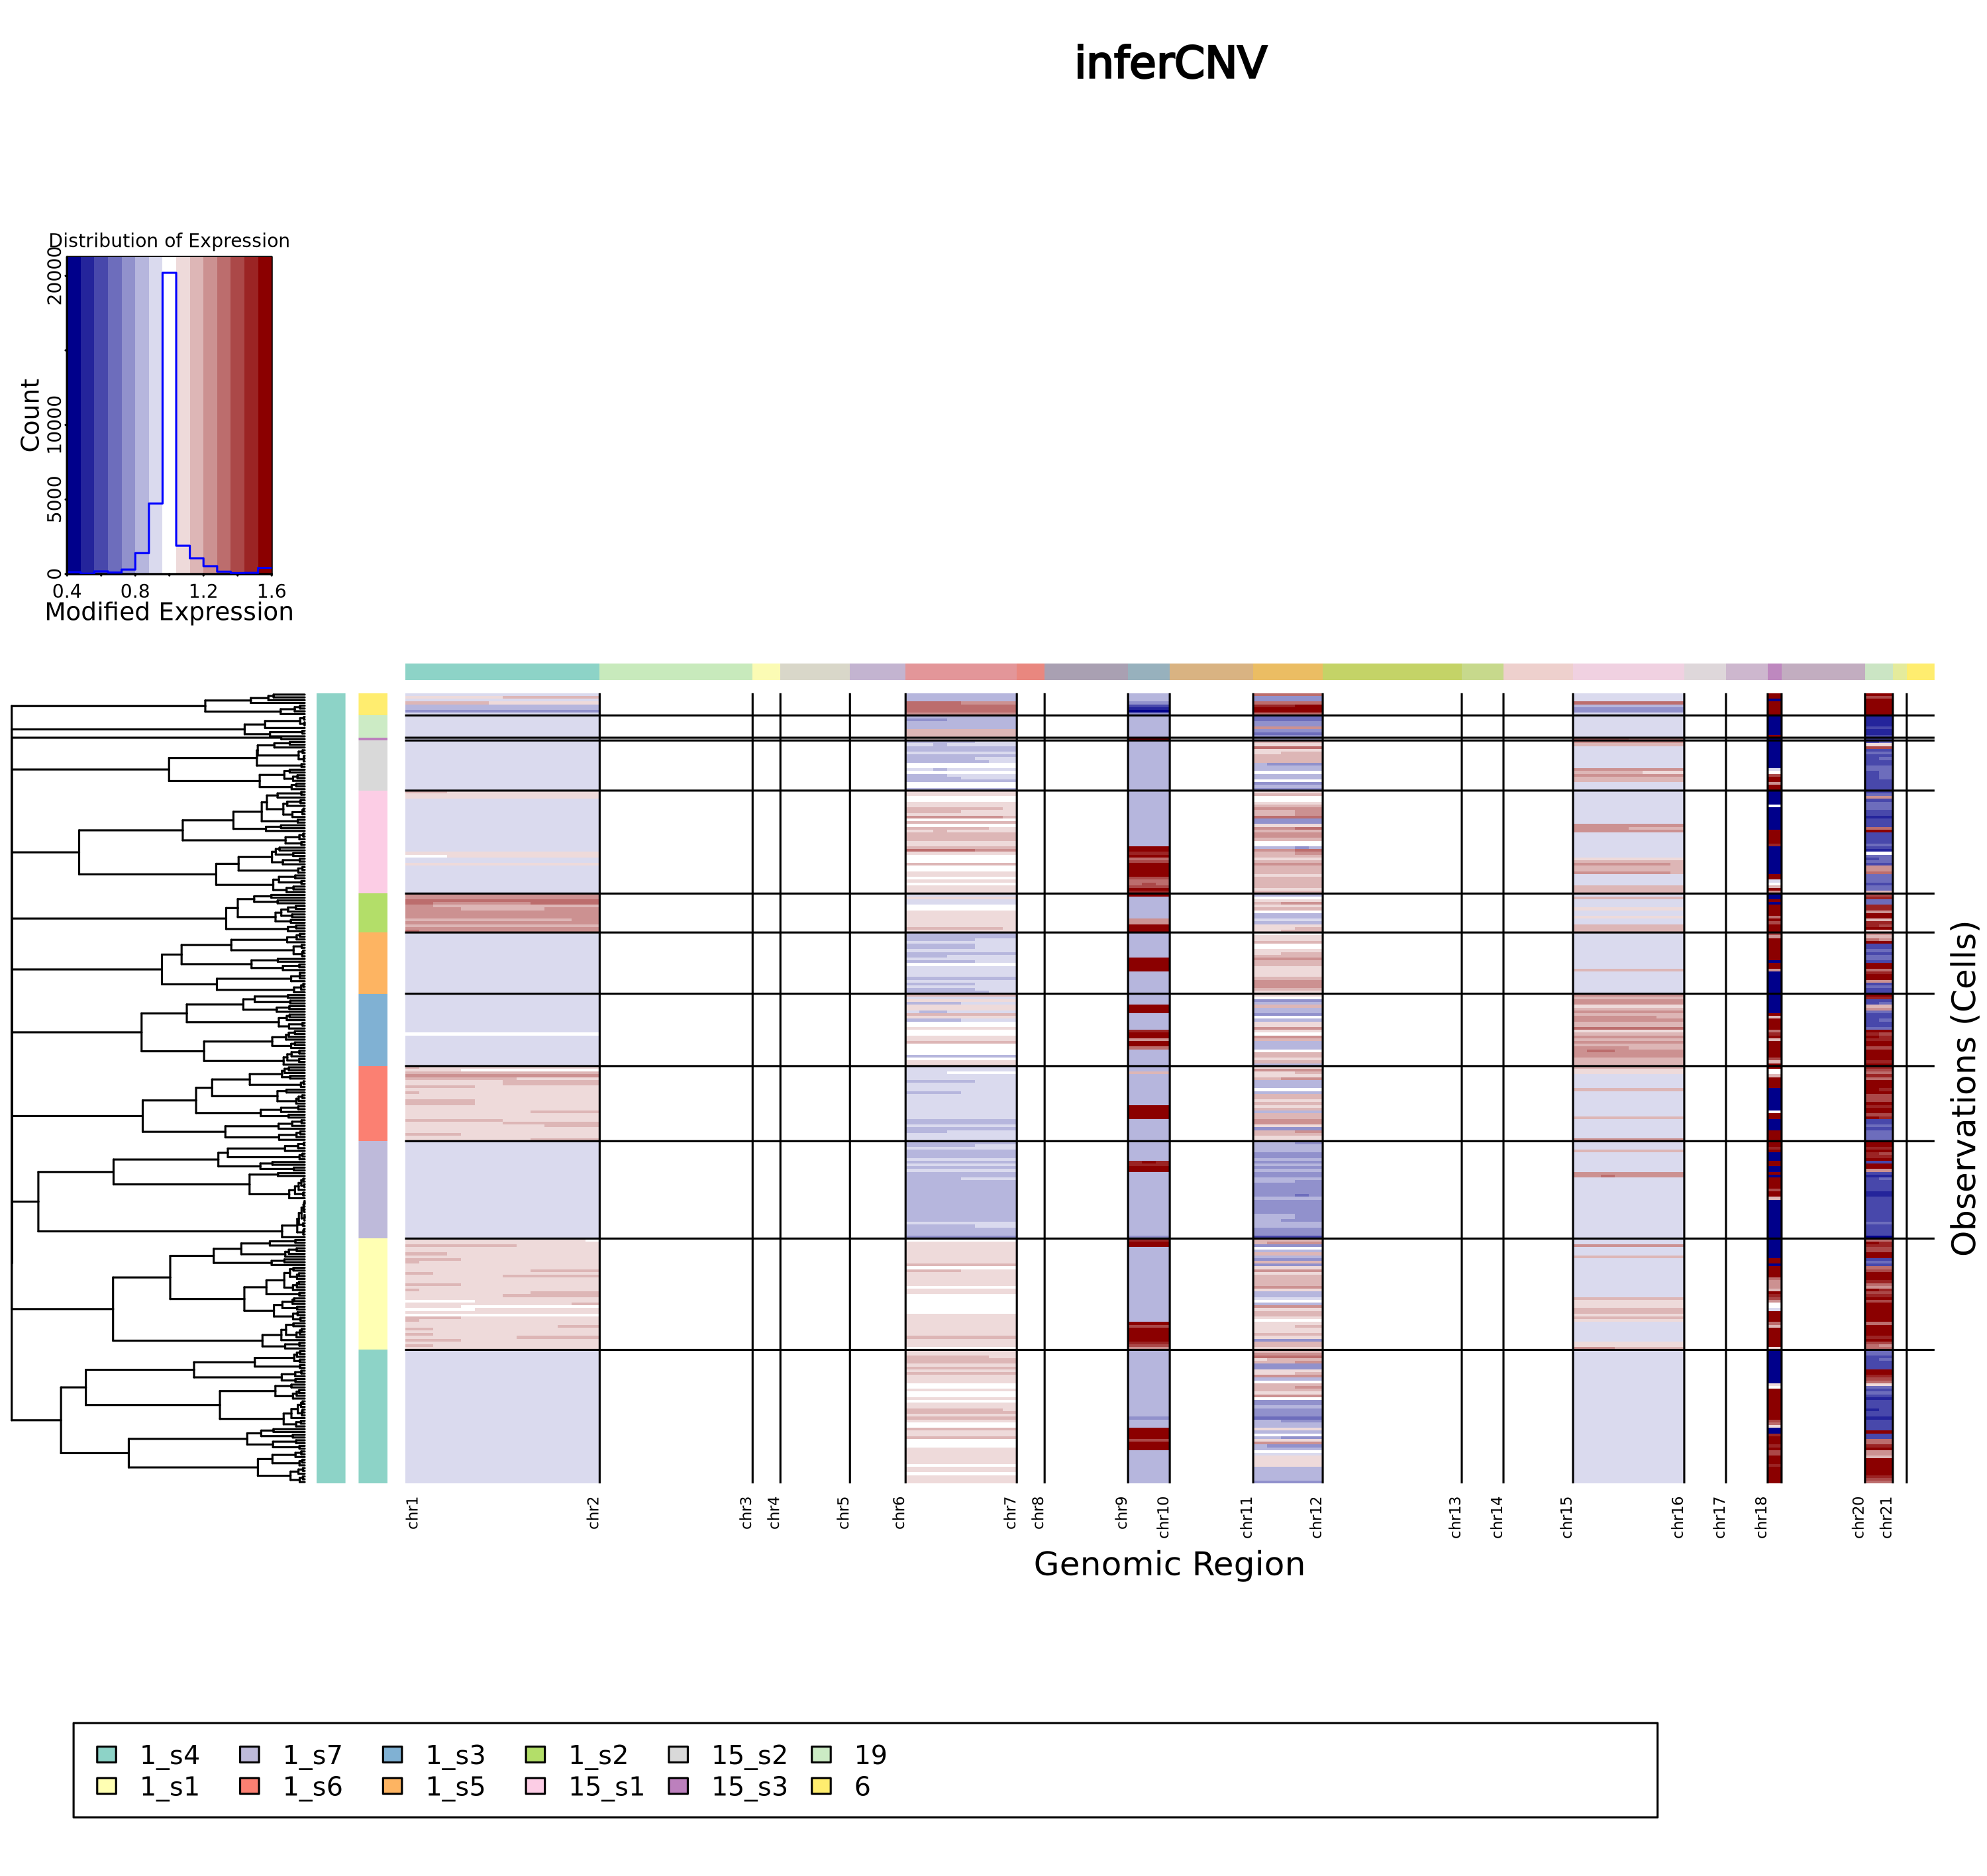 inferCNV
Distribution of Expression
Count
0
5000
10000
20000
0.4 0.8 1.2 1.6
Modified Expression
Observations (Cells)
chr1 chr2 chr3 chr4 chr5 chr6 chr7 chr8 chr9 chr10 chr11 chr12 chr13 chr14 chr15 chr16 chr17 chr18 chr20 chr21
Genomic Region
1_s4 1_s7 1_s3 1_s2 15_s2 19
1_s1 1_s6 1_s5 15_s1 15_s3 6